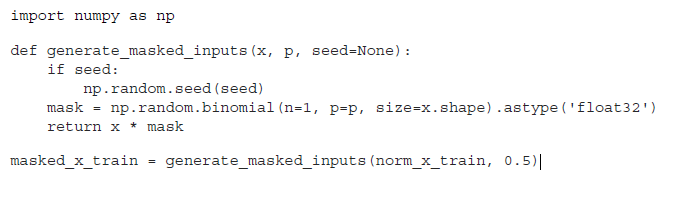 import numpy as np
def generate_masked_inputs(x, p, seed=None):
    if seed:
        np.random.seed(seed)
    mask = np.random.binomial(n=1, p=p, size=x.shape).astype('float32')
    return x * mask
masked_x_train = generate_masked_inputs(norm_x_train, 0.5)